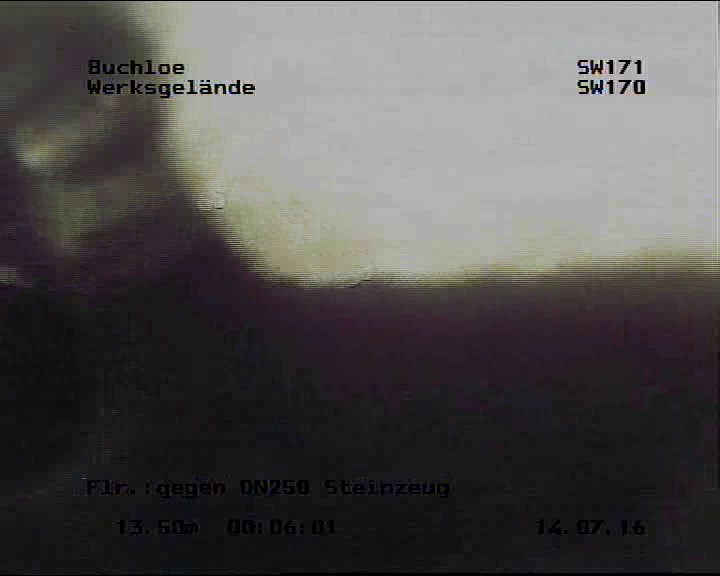 Buchloe SW171
Werksgelände SW170
Flr.:gegen DN250 Steinzeug
13.50m 00:06:01 14.07.16